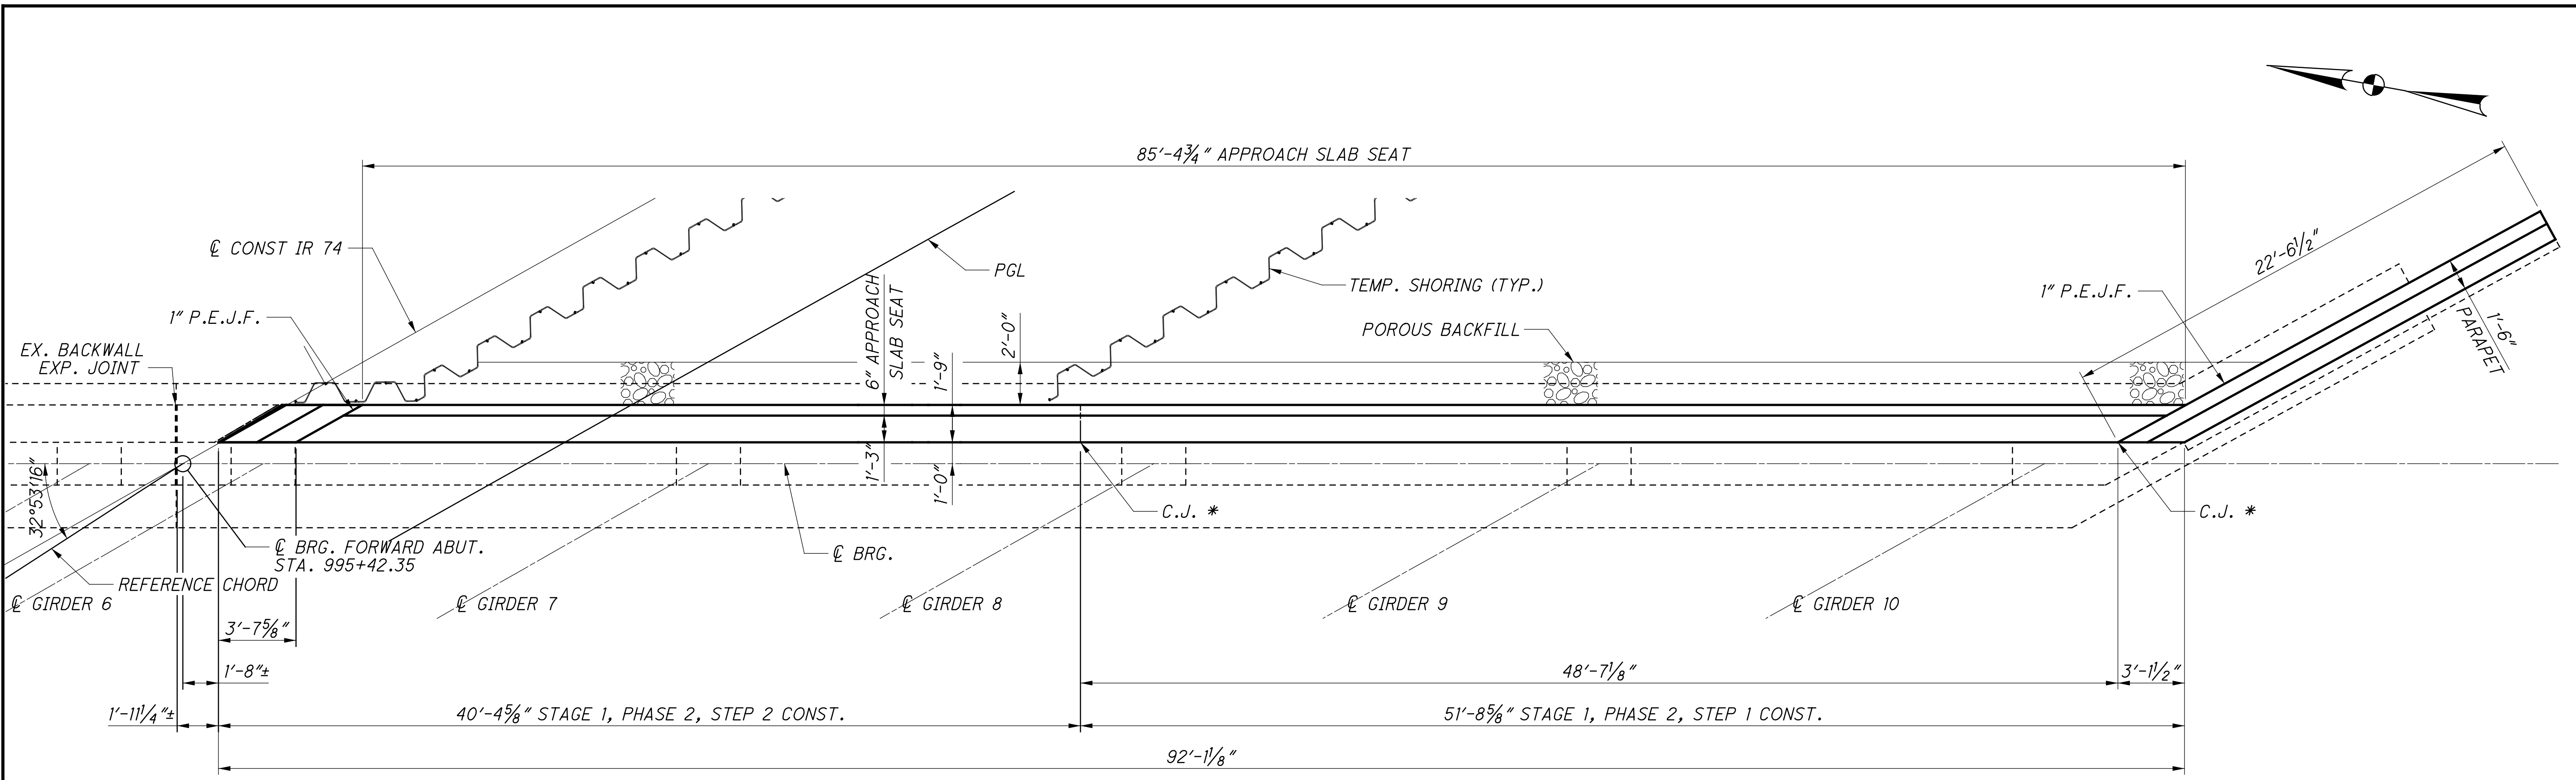 85'-4¾" APPROACH SLAB SEAT
℄ CONST IR 74
PGL
22'-6½"
1" P.E.J.F.
6" APPROACH
SLAB SEAT
2'-0"
TEMP. SHORING (TYP.)
1" P.E.J.F.
POROUS BACKFILL
1'-6"
PARAPET
EX. BACKWALL
EXP. JOINT
1'-9"
32°53'16"
1'-3"
1'-0"
C.J. *
C.J. *
℄ BRG. FORWARD ABUT.
STA. 995+42.35
℄ BRG.
REFERENCE CHORD
℄ GIRDER 6
℄ GIRDER 7
℄ GIRDER 8
℄ GIRDER 9
℄ GIRDER 10
3'-7⅝"
1'-8"±
48'-7⅛"
3'-1½"
1'-11¼"±
40'-4⅝" STAGE 1, PHASE 2, STEP 2 CONST.
51'-8⅝" STAGE 1, PHASE 2, STEP 1 CONST.
92'-1⅛"